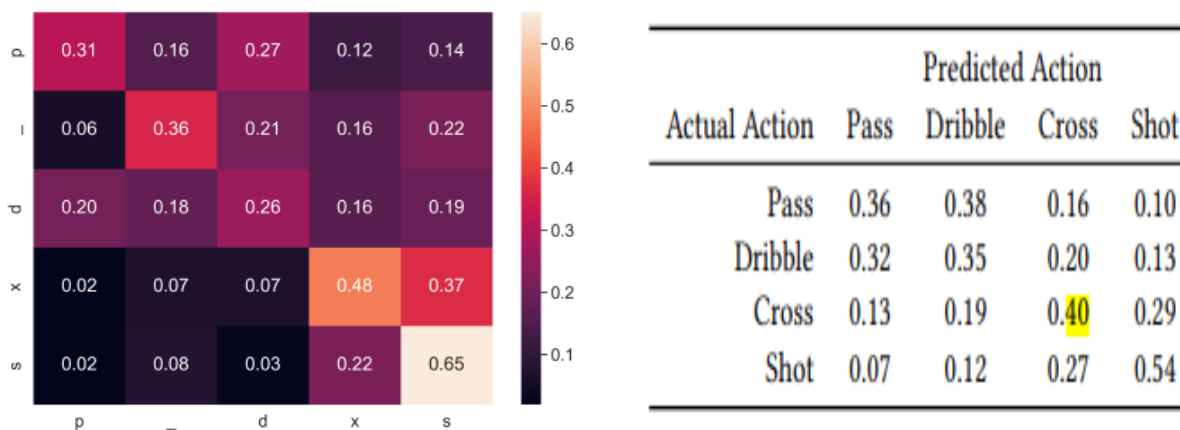 p 0.31 0.16 0.27 0.12 0.14
_ 0.06 0.36 0.21 0.16 0.22
d 0.20 0.18 0.26 0.16 0.19
x 0.02 0.07 0.07 0.48 0.37
s 0.02 0.08 0.03 0.22 0.65
p _ d x s
0.6
0.5
0.4
0.3
0.2
0.1
Predicted Action
Actual Action Pass Dribble Cross Shot
Pass 0.36 0.38 0.16 0.10
Dribble 0.32 0.35 0.20 0.13
Cross 0.13 0.19 0.40 0.29
Shot 0.07 0.12 0.27 0.54